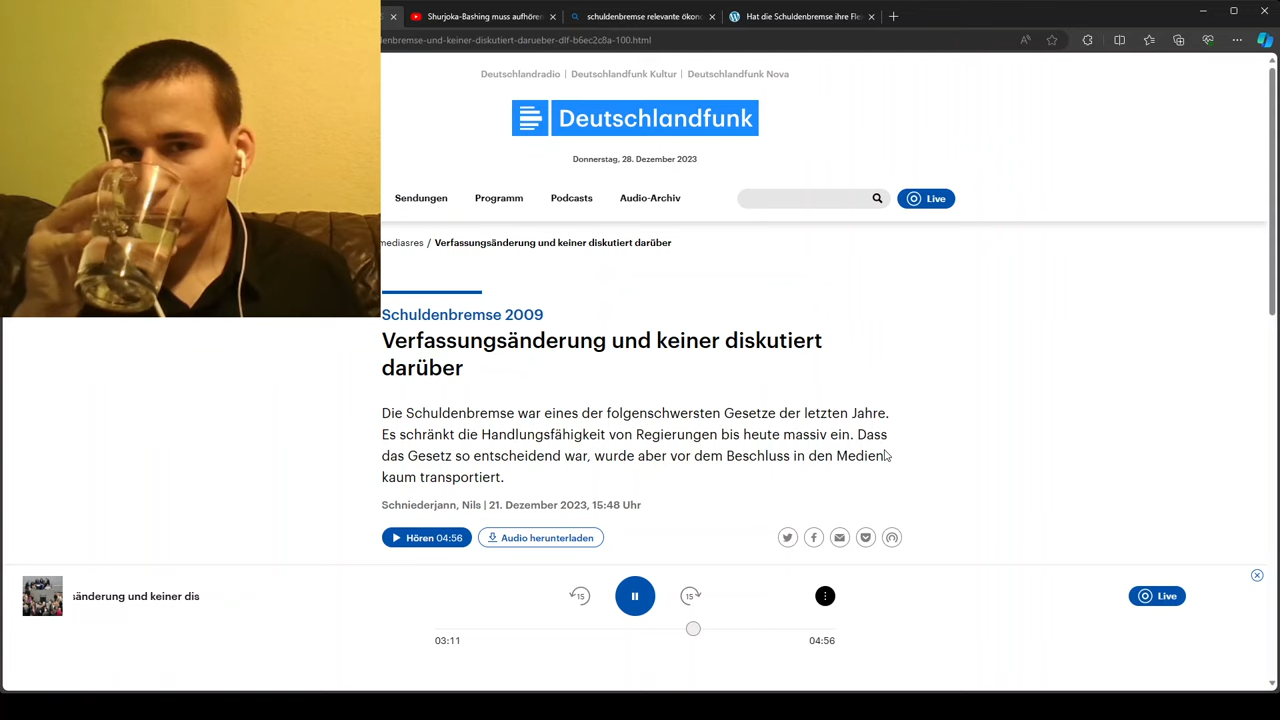 Shurjoka-Bashing muss aufhören
schuldenbremse relevante ökon
Hat die Schuldenbremse ihre Fle
enbremse-und-keiner-diskutiert-darueber-dlf-b6ec2c8a-100.html
Deutschlandradio | Deutschlandfunk Kultur | Deutschlandfunk Nova
Deutschlandfunk
Donnerstag, 28. Dezember 2023
Sendungen Programm Podcasts Audio-Archiv Live
mediasres / Verfassungsänderung und keiner diskutiert darüber
Schuldenbremse 2009
Verfassungsänderung und keiner diskutiert
darüber
Die Schuldenbremse war eines der folgenschwersten Gesetze der letzten Jahre.
Es schränkt die Handlungsfähigkeit von Regierungen bis heute massiv ein. Dass
das Gesetz so entscheidend war, wurde aber vor dem Beschluss in den Medien
kaum transportiert.
Schniederjann, Nils | 21. Dezember 2023, 15:48 Uhr
Hören 04:56 Audio herunterladen
änderung und keiner dis
15 15
Live
03:11 04:56